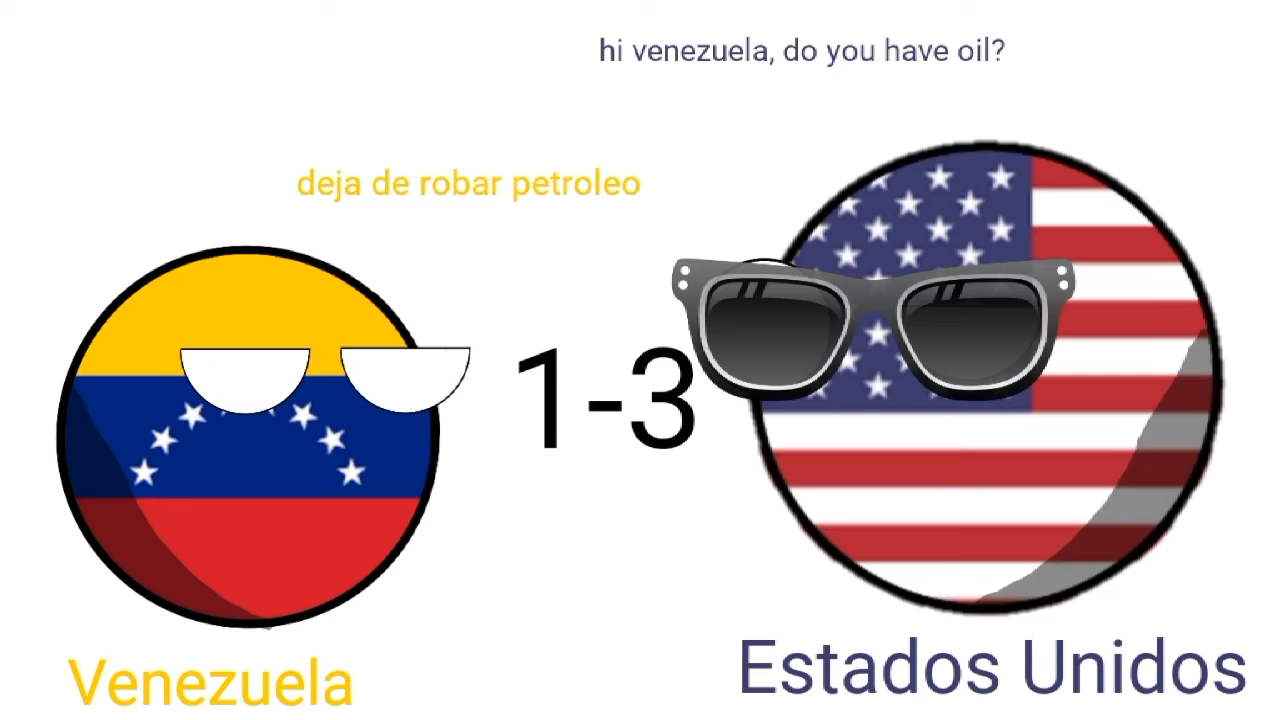 hi venezuela, do you have oil?
deja de robar petroleo
1-3
Venezuela
Estados Unidos